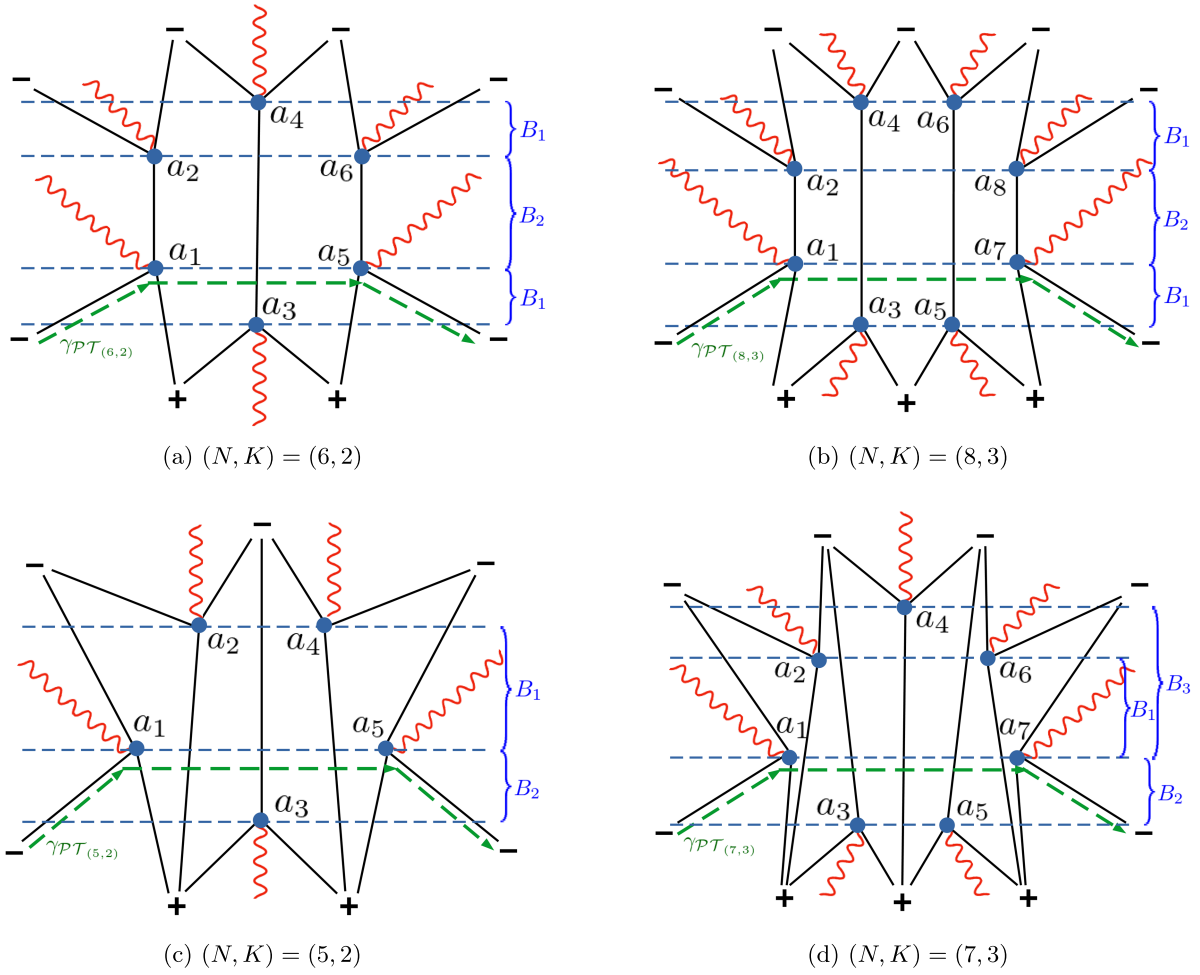 − − − −
− − − −
a₄ a₄ a₆
B₁ B₁
a₂ a₆ a₂ a₈
B₂ B₂
a₁ a₅ a₁ a₇
B₁ B₁
a₃ a₃ a₅
− γ𝒫𝒯₍₆,₂₎ − − γ𝒫𝒯₍₈,₃₎ −
+ + + + +
(a) (N, K) = (6, 2)
(b) (N, K) = (8, 3)
− − −
a₂ a₄
B₁
a₁ a₅
B₂
a₃
− γ𝒫𝒯₍₅,₂₎ −
+ +
(c) (N, K) = (5, 2)
− −
− −
a₄
a₂ a₆
B₃
B₁
a₁ a₇
B₂
a₃ a₅
− γ𝒫𝒯₍₇,₃₎ −
+ + +
(d) (N, K) = (7, 3)